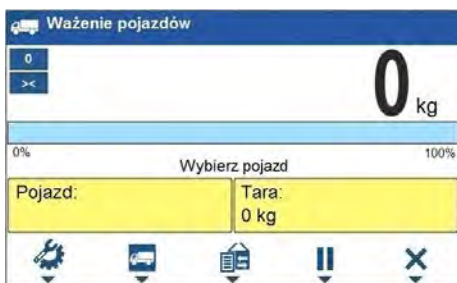 Ważenie pojazdów
0
><
0 kg
0% 100%
Wybierz pojazd
Pojazd: Tara:
0 kg